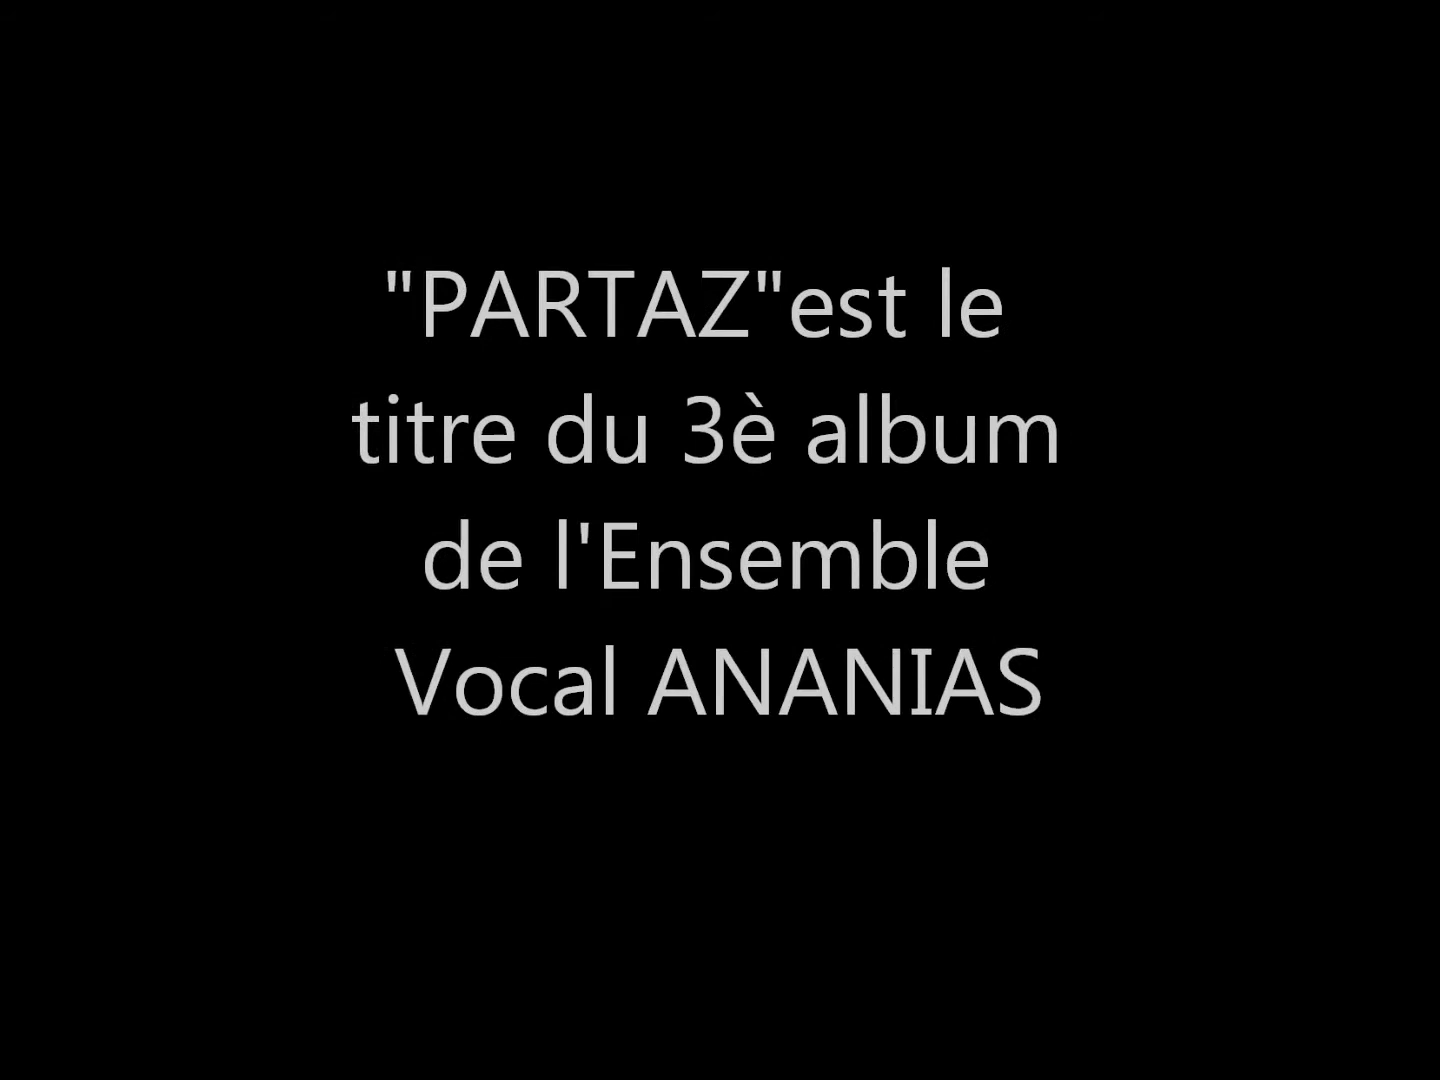 "PARTAZ"est le
titre du 3è album
de l'Ensemble
Vocal ANANIAS